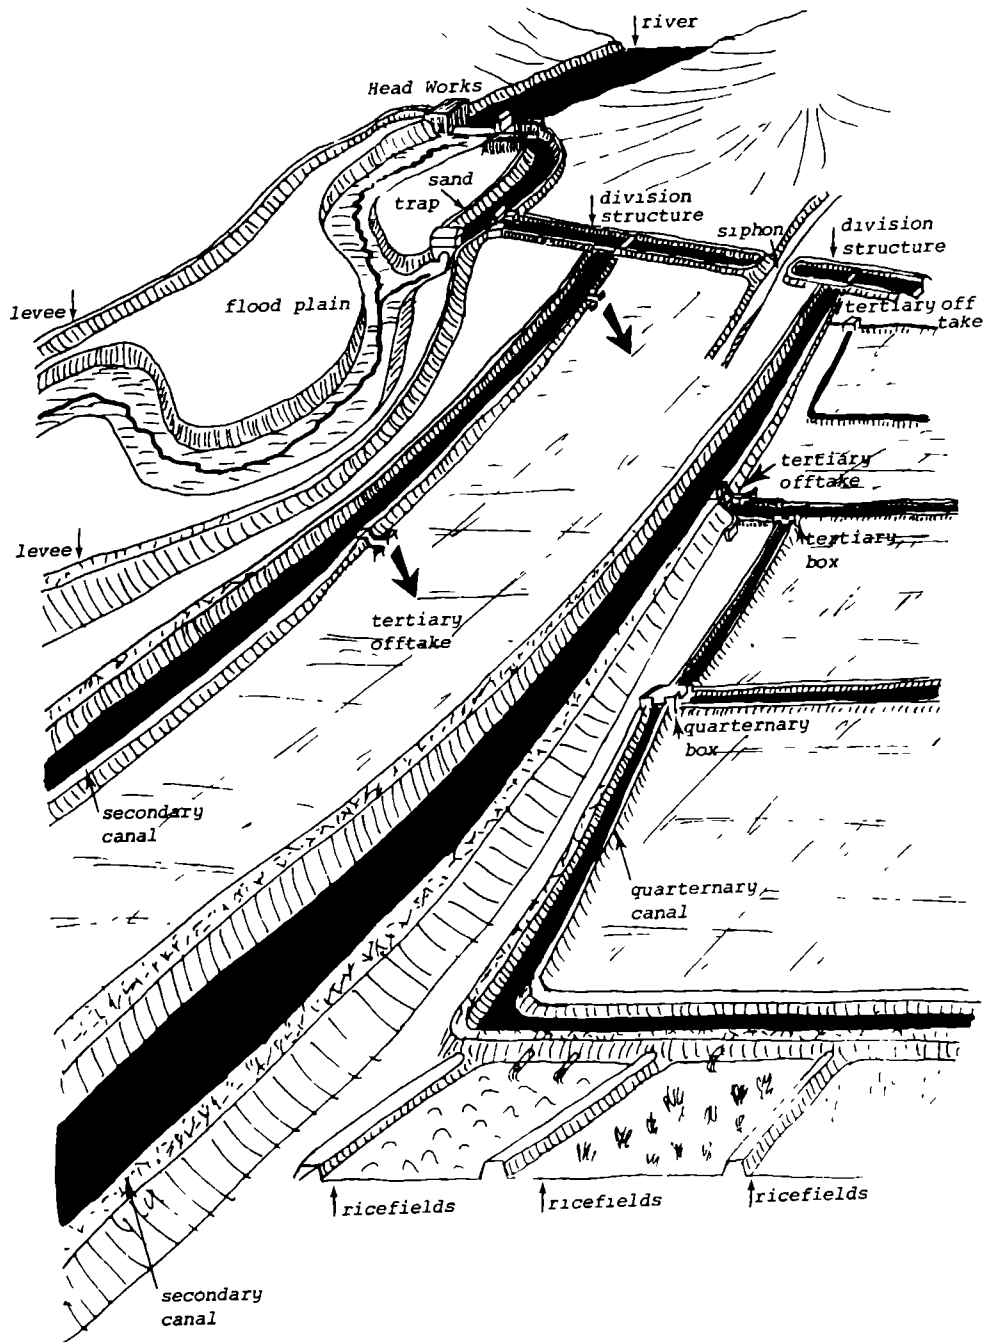 river
Head Works
sand
trap
division
structure
siphon
division
structure
levee
flood plain
tertiary off
take
tertiary
offtake
levee
tertiary
box
tertiary
offtake
quarternary
box
secondary
canal
quarternary
canal
ricefields
ricefields
ricefields
secondary
canal